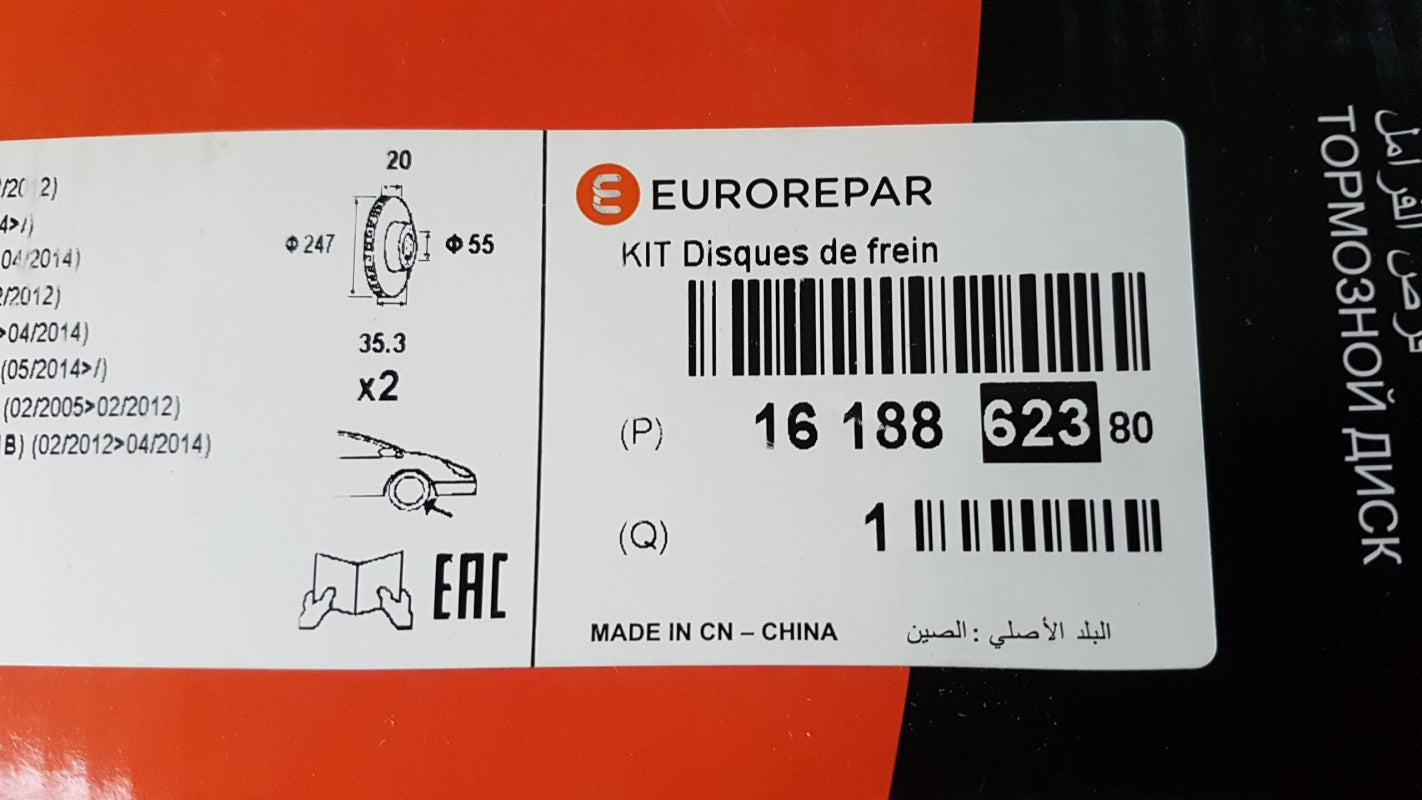 /2012)
4>/)
04/2014)
2/2012)
>04/2014)
(05/2014>/)
(02/2005>02/2012)
B) (02/2012>04/2014)
20
Φ 247
Φ 55
35.3
x2
EAC
EUROREPAR
KIT Disques de frein
(P) 16 188 623 80
(Q) 1
MADE IN CN – CHINA
البلد الأصلي : الصين
قرص الفرامل
ТОРМОЗНОЙ ДИСК